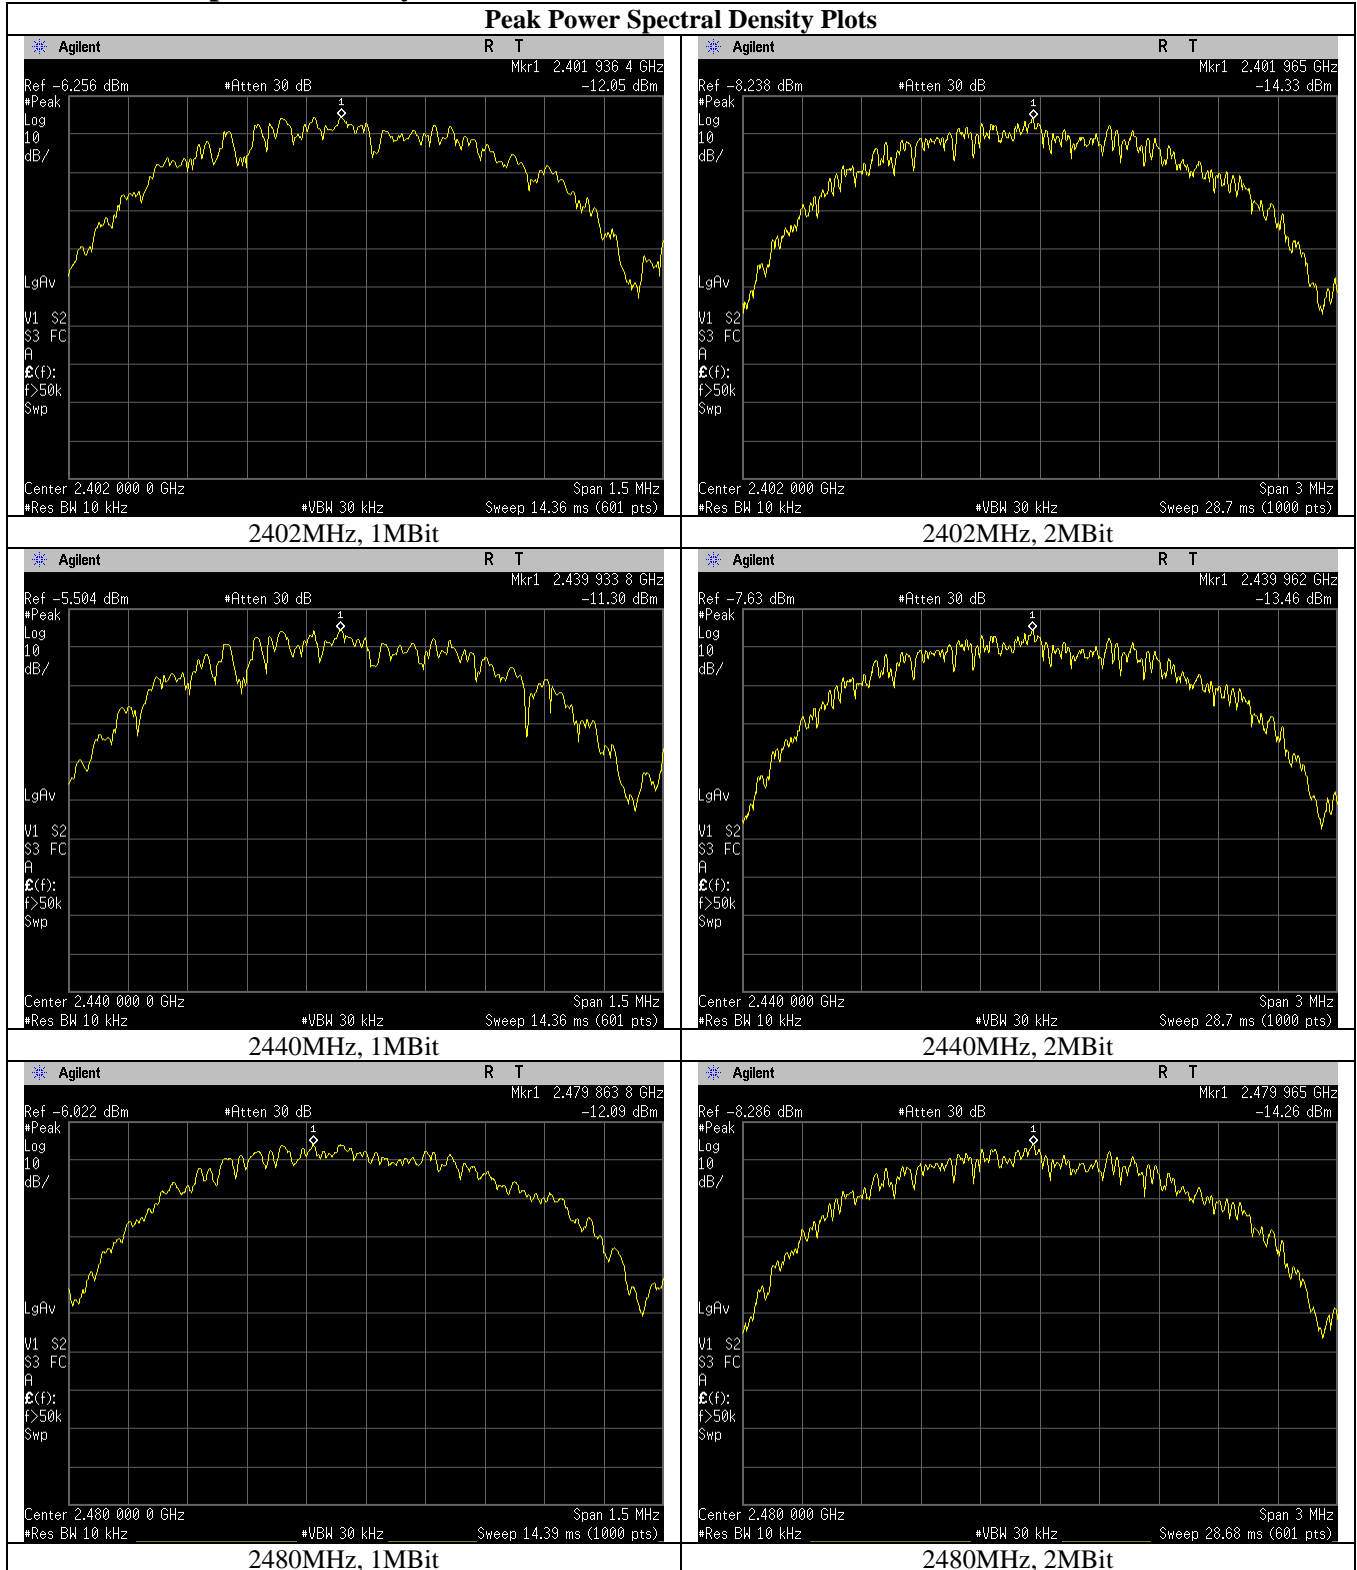 Peak Power Spectral Density Plots
Agilent R T
Mkr1 2.401 936 4 GHz
Ref -6.256 dBm #Atten 30 dB -12.05 dBm
#Peak
Log
10
dB/
1
LgAv
V1 S2
S3 FC
A
£(f):
f>50k
Swp
Center 2.402 000 0 GHz Span 1.5 MHz
#Res BW 10 kHz #VBW 30 kHz Sweep 14.36 ms (601 pts)
2402MHz, 1MBit
Agilent R T
Mkr1 2.401 965 GHz
Ref -8.238 dBm #Atten 30 dB -14.33 dBm
#Peak
Log
10
dB/
1
LgAv
V1 S2
S3 FC
A
£(f):
f>50k
Swp
Center 2.402 000 GHz Span 3 MHz
#Res BW 10 kHz #VBW 30 kHz Sweep 28.7 ms (1000 pts)
2402MHz, 2MBit
Agilent R T
Mkr1 2.439 933 8 GHz
Ref -5.504 dBm #Atten 30 dB -11.30 dBm
#Peak
Log
10
dB/
1
LgAv
V1 S2
S3 FC
A
£(f):
f>50k
Swp
Center 2.440 000 0 GHz Span 1.5 MHz
#Res BW 10 kHz #VBW 30 kHz Sweep 14.36 ms (601 pts)
2440MHz, 1MBit
Agilent R T
Mkr1 2.439 962 GHz
Ref -7.63 dBm #Atten 30 dB -13.46 dBm
#Peak
Log
10
dB/
1
LgAv
V1 S2
S3 FC
A
£(f):
f>50k
Swp
Center 2.440 000 GHz Span 3 MHz
#Res BW 10 kHz #VBW 30 kHz Sweep 28.7 ms (1000 pts)
2440MHz, 2MBit
Agilent R T
Mkr1 2.479 863 8 GHz
Ref -6.022 dBm #Atten 30 dB -12.09 dBm
#Peak
Log
10
dB/
1
LgAv
V1 S2
S3 FC
A
£(f):
f>50k
Swp
Center 2.480 000 0 GHz Span 1.5 MHz
#Res BW 10 kHz #VBW 30 kHz Sweep 14.39 ms (1000 pts)
2480MHz, 1MBit
Agilent R T
Mkr1 2.479 965 GHz
Ref -8.286 dBm #Atten 30 dB -14.26 dBm
#Peak
Log
10
dB/
1
LgAv
V1 S2
S3 FC
A
£(f):
f>50k
Swp
Center 2.480 000 GHz Span 3 MHz
#Res BW 10 kHz #VBW 30 kHz Sweep 28.68 ms (601 pts)
2480MHz, 2MBit